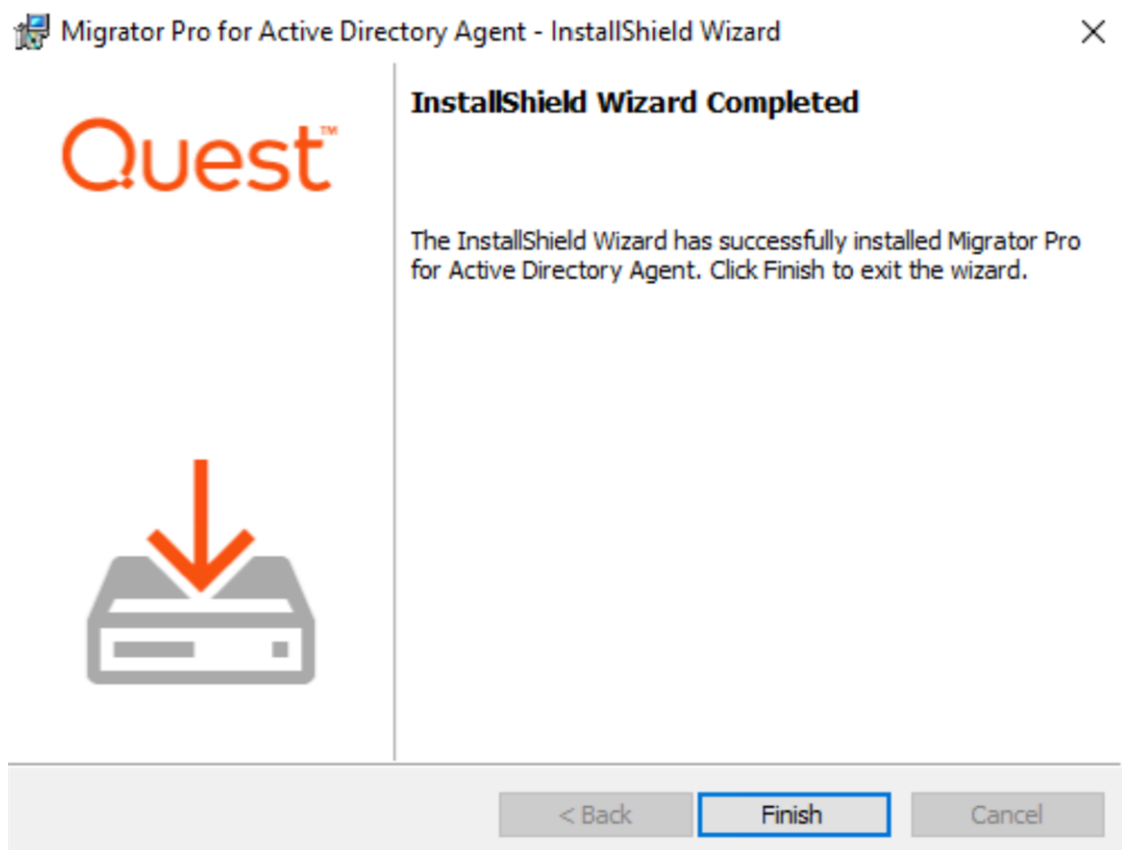 Migrator Pro for Active Directory Agent - InstallShield Wizard
Quest™
InstallShield Wizard Completed
The InstallShield Wizard has successfully installed Migrator Pro
for Active Directory Agent. Click Finish to exit the wizard.
< Back
Finish
Cancel